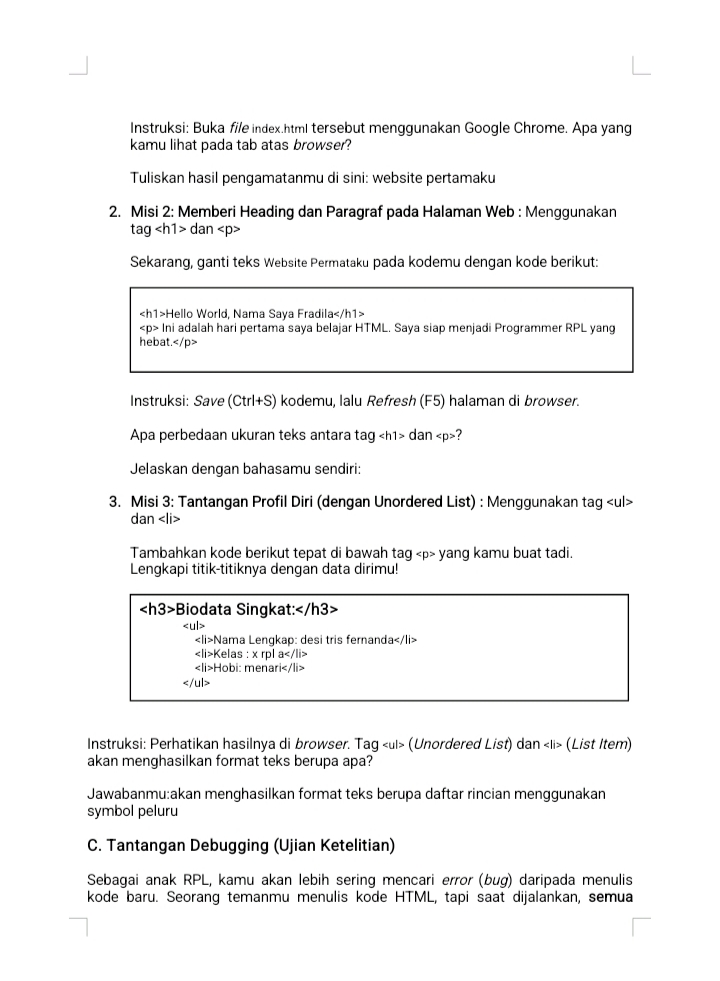 Instruksi: Buka file index.html tersebut menggunakan Google Chrome. Apa yang
kamu lihat pada tab atas browser?
Tuliskan hasil pengamatanmu di sini: website pertamaku
2. Misi 2: Memberi Heading dan Paragraf pada Halaman Web : Menggunakan
tag <h1> dan <p>
Sekarang, ganti teks Website Permataku pada kodemu dengan kode berikut:
<h1>Hello World, Nama Saya Fradila</h1>
<p> Ini adalah hari pertama saya belajar HTML. Saya siap menjadi Programmer RPL yang
hebat.</p>
Instruksi: Save (Ctrl+S) kodemu, lalu Refresh (F5) halaman di browser.
Apa perbedaan ukuran teks antara tag <h1> dan <p>?
Jelaskan dengan bahasamu sendiri:
3. Misi 3: Tantangan Profil Diri (dengan Unordered List) : Menggunakan tag <ul>
dan <li>
Tambahkan kode berikut tepat di bawah tag <p> yang kamu buat tadi.
Lengkapi titik-titiknya dengan data dirimu!
<h3>Biodata Singkat:</h3>
<ul>
<li>Nama Lengkap: desi tris fernanda</li>
<li>Kelas : x rpl a</li>
<li>Hobi: menari</li>
</ul>
Instruksi: Perhatikan hasilnya di browser. Tag <ul> (Unordered List) dan <li> (List Item)
akan menghasilkan format teks berupa apa?
Jawabanmu:akan menghasilkan format teks berupa daftar rincian menggunakan
symbol peluru
C. Tantangan Debugging (Ujian Ketelitian)
Sebagai anak RPL, kamu akan lebih sering mencari error (bug) daripada menulis
kode baru. Seorang temanmu menulis kode HTML, tapi saat dijalankan, semua